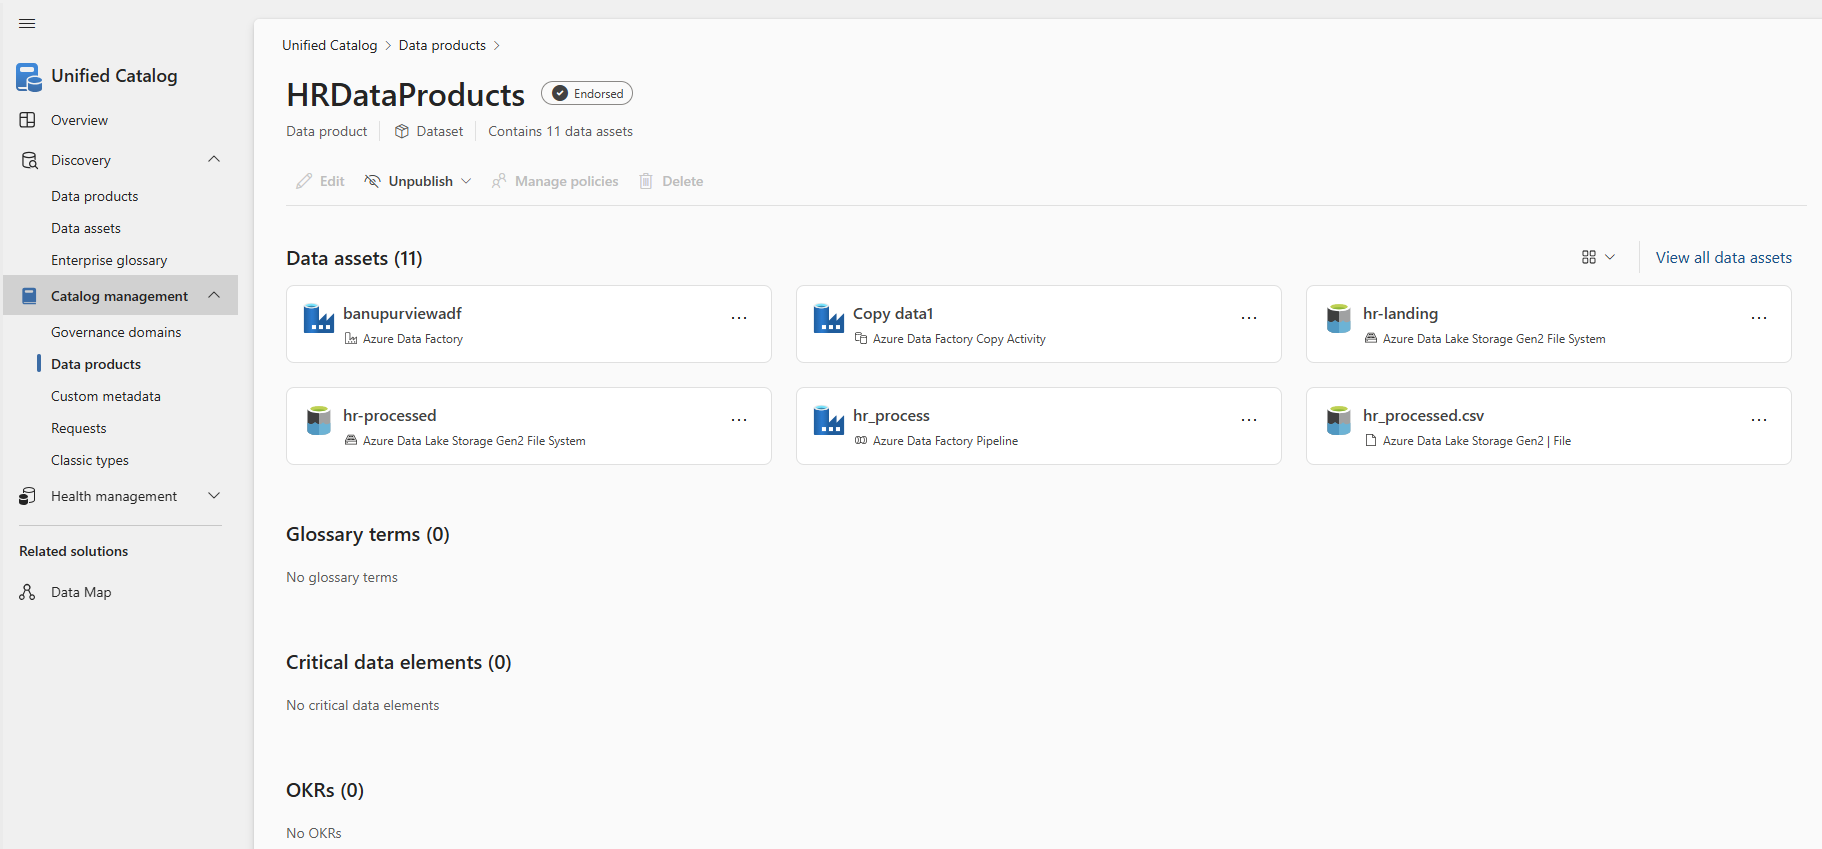 Unified Catalog
Overview
Discovery
Data products
Data assets
Enterprise glossary
Catalog management
Governance domains
Data products
Custom metadata
Requests
Classic types
Health management
Related solutions
Data Map
Unified Catalog > Data products >
HRDataProducts Endorsed
Data product Dataset Contains 11 data assets
Edit Unpublish Manage policies Delete
Data assets (11) View all data assets
banupurviewadf
Azure Data Factory
Copy data1
Azure Data Factory Copy Activity
hr-landing
Azure Data Lake Storage Gen2 File System
hr-processed
Azure Data Lake Storage Gen2 File System
hr_process
Azure Data Factory Pipeline
hr_processed.csv
Azure Data Lake Storage Gen2 | File
Glossary terms (0)
No glossary terms
Critical data elements (0)
No critical data elements
OKRs (0)
No OKRs